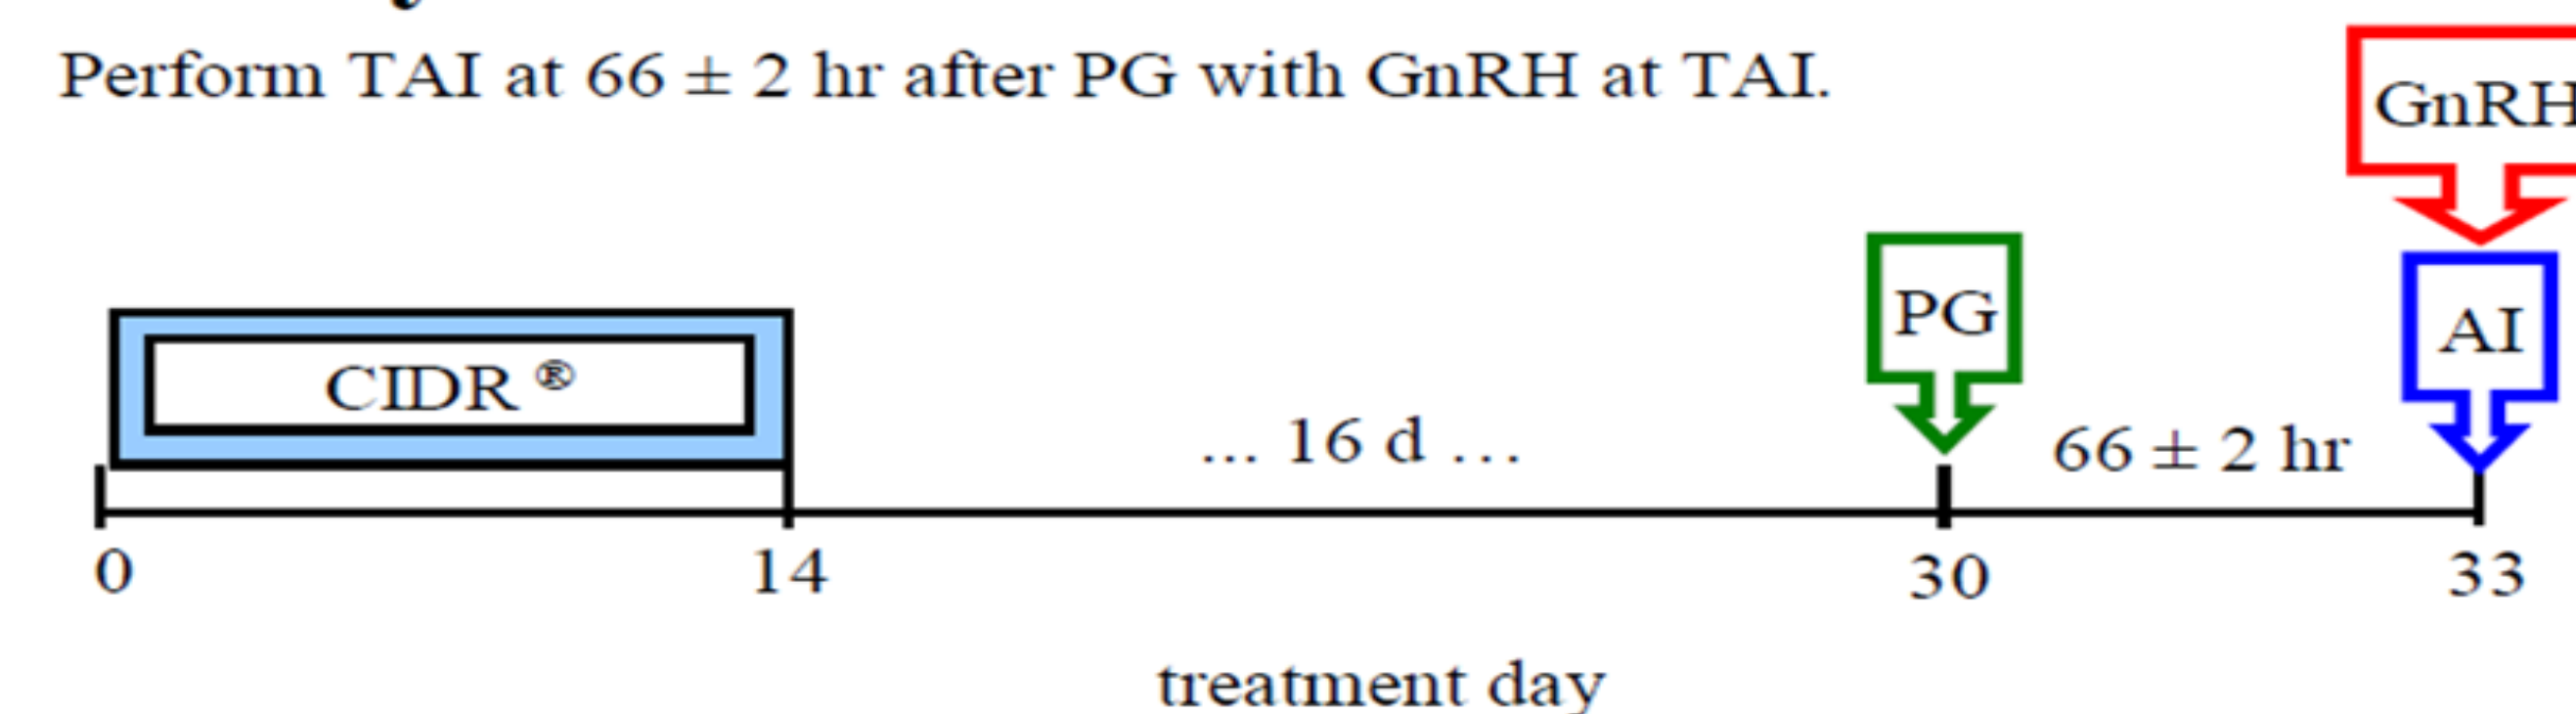 Perform TAI at 66 ± 2 hr after PG with GnRH at TAI.
GnRH
PG
AI
CIDR ®
... 16 d ...
66 ± 2 hr
0 14 30 33
treatment day